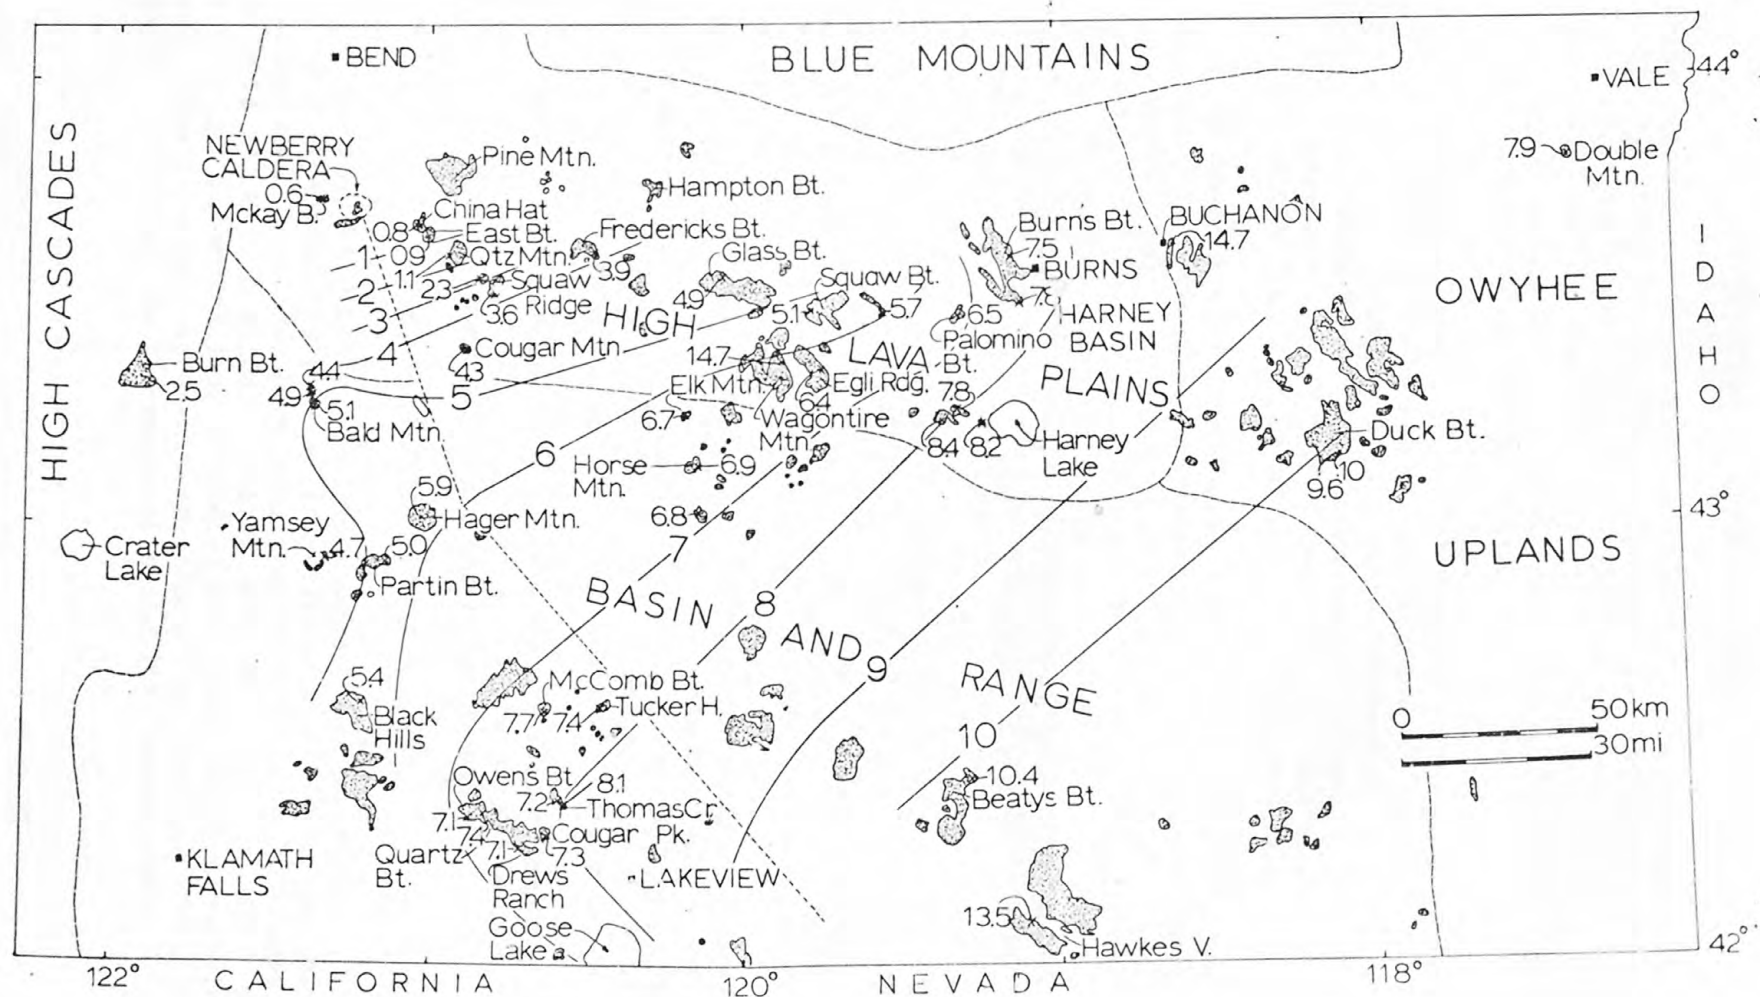 BEND
BLUE MOUNTAINS
VALE
44°
HIGH CASCADES
NEWBERRY
CALDERA
0.6
McKay B.
Pine Mtn.
Hampton Bt.
7.9
Double
Mtn.
China Hat
0.8
East Bt.
0.9
Qtz Mtn.
1.1
2.3
Squaw
Ridge
3.6
Fredericks Bt.
3.9
Glass Bt.
4.9
Squaw Bt.
5.1
5.7
Burns Bt.
7.5
BURNS
BUCHANON
14.7
IDAHO
OWYHEE
UPLANDS
1
2
3
4
5
6
7
8
9
10
HIGH
LAVA
PLAINS
6.5
Palomino
Bt.
HARNEY
BASIN
Burn Bt.
2.5
4.4
4.9
5.1
Bald Mtn.
Cougar Mtn.
4.3
14.7
Elk Mtn.
Egli Rdg.
6.4
Wagontire
Mtn.
6.7
7.8
8.4
8.2
Harney
Lake
Duck Bt.
10
9.6
Horse
Mtn.
6.9
6.8
5.9
Hager Mtn.
43°
Crater
Lake
Yamsey
Mtn.
4.7
5.0
Partin Bt.
BASIN AND
RANGE
5.4
Black
Hills
McComb Bt.
7.7
7.4
Tucker H.
0
50km
30mi
Owens Bt.
7.2
8.1
Thomas Cr.
7.1
7.4
7.1
Cougar Pk.
7.3
Quartz
Bt.
Drews
Ranch
10.4
Beatys Bt.
KLAMATH
FALLS
LAKEVIEW
Goose
Lake
13.5
Hawkes V.
42°
122°
CALIFORNIA
120°
NEVADA
118°